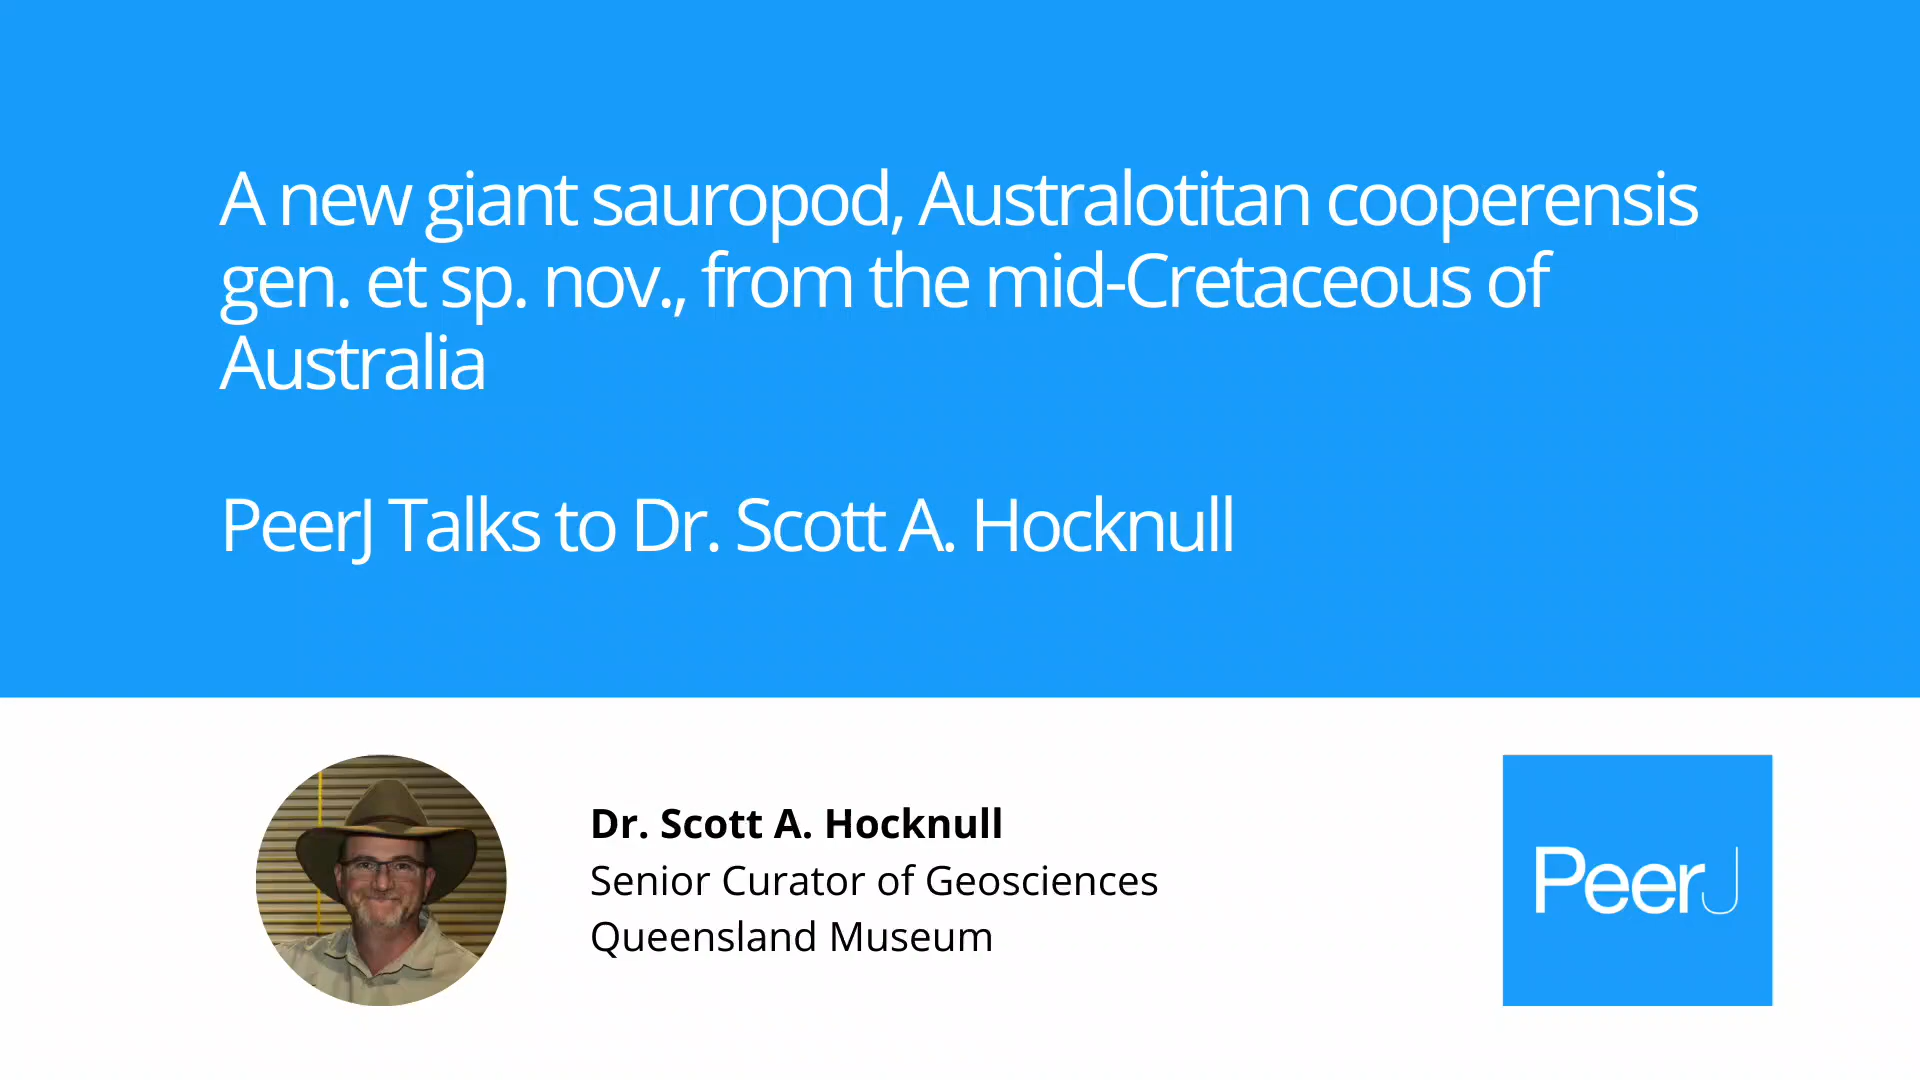 A new giant sauropod, Australotitan cooperensis
gen. et sp. nov., from the mid-Cretaceous of
Australia
PeerJ Talks to Dr. Scott A. Hocknull
Dr. Scott A. Hocknull
Senior Curator of Geosciences
Queensland Museum
PeerJ